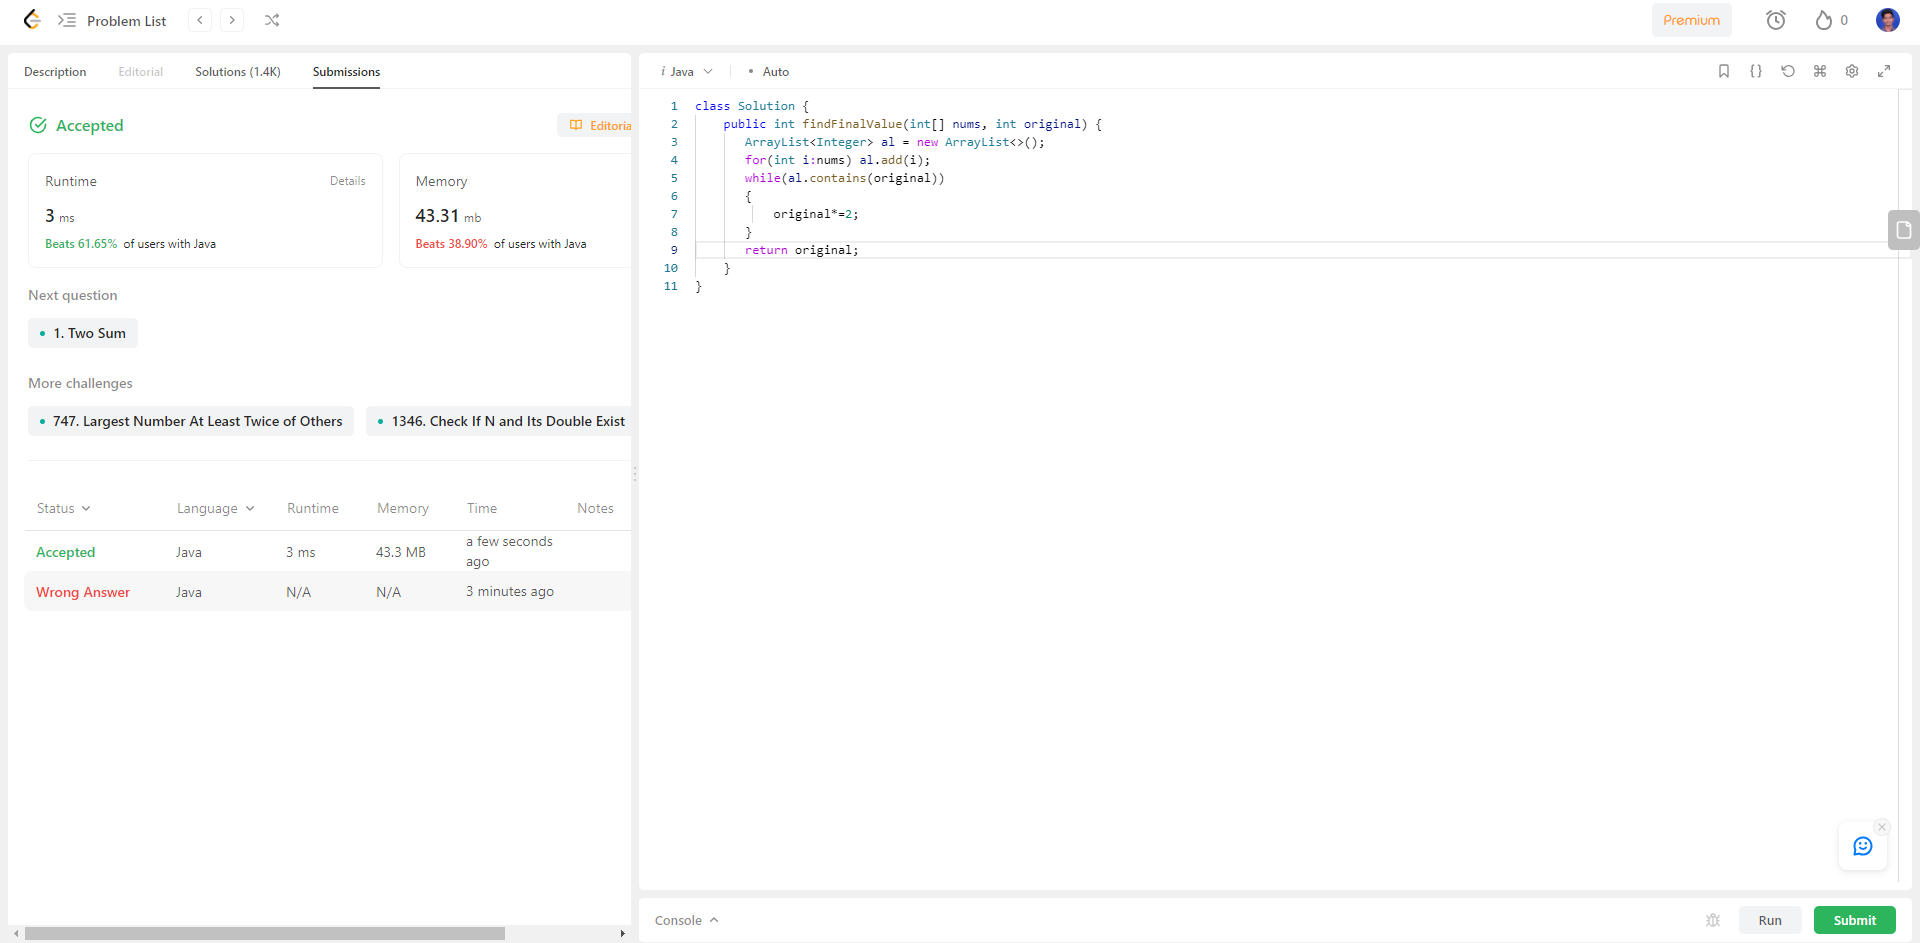 Problem List
Premium
0
Description Editorial Solutions (1.4K) Submissions
Accepted
Editoria
Runtime Details
3 ms
Beats 61.65% of users with Java
Memory
43.31 mb
Beats 38.90% of users with Java
Next question
1. Two Sum
More challenges
747. Largest Number At Least Twice of Others
1346. Check If N and Its Double Exist
Status Language Runtime Memory Time Notes
Accepted Java 3 ms 43.3 MB a few seconds
ago
Wrong Answer Java N/A N/A 3 minutes ago
i Java • Auto
{}
1 class Solution {
2 public int findFinalValue(int[] nums, int original) {
3 ArrayList<Integer> al = new ArrayList<>();
4 for(int i:nums) al.add(i);
5 while(al.contains(original))
6 {
7 original*=2;
8 }
9 return original;
10 }
11 }
Console
Run
Submit